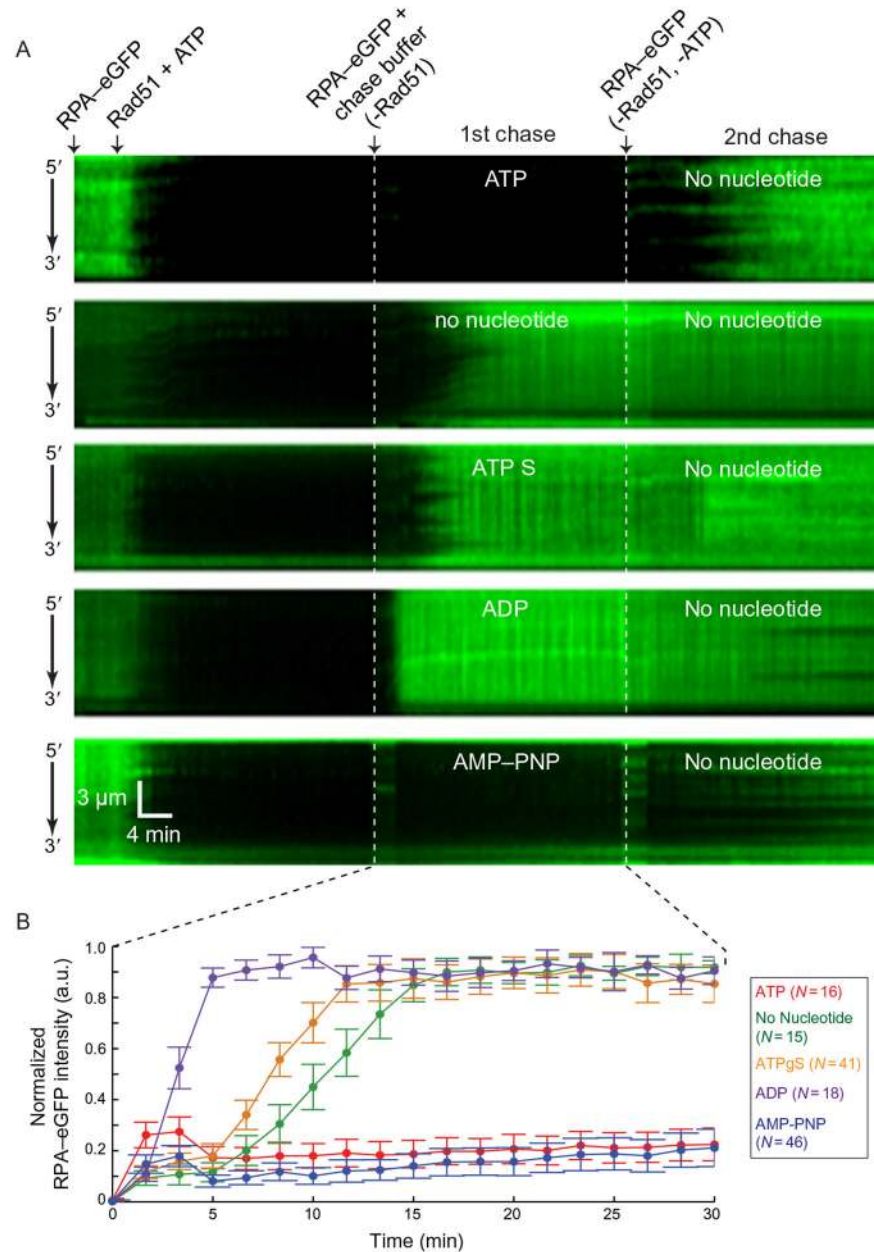 A
RPA–eGFP
Rad51 + ATP
RPA–eGFP +
chase buffer
(-Rad51)
RPA–eGFP
(-Rad51, -ATP)
1st chase
2nd chase
5′
3′
ATP
No nucleotide
5′
3′
no nucleotide
No nucleotide
5′
3′
ATP S
No nucleotide
5′
3′
ADP
No nucleotide
5′
3′
3 µm
4 min
AMP–PNP
No nucleotide
B
Normalized
RPA–eGFP intensity (a.u.)
1.0
0.8
0.6
0.4
0.2
0
0
5
10
15
20
25
30
Time (min)
ATP (N=16)
No Nucleotide
(N=15)
ATPgS (N=41)
ADP (N=18)
AMP-PNP
(N=46)